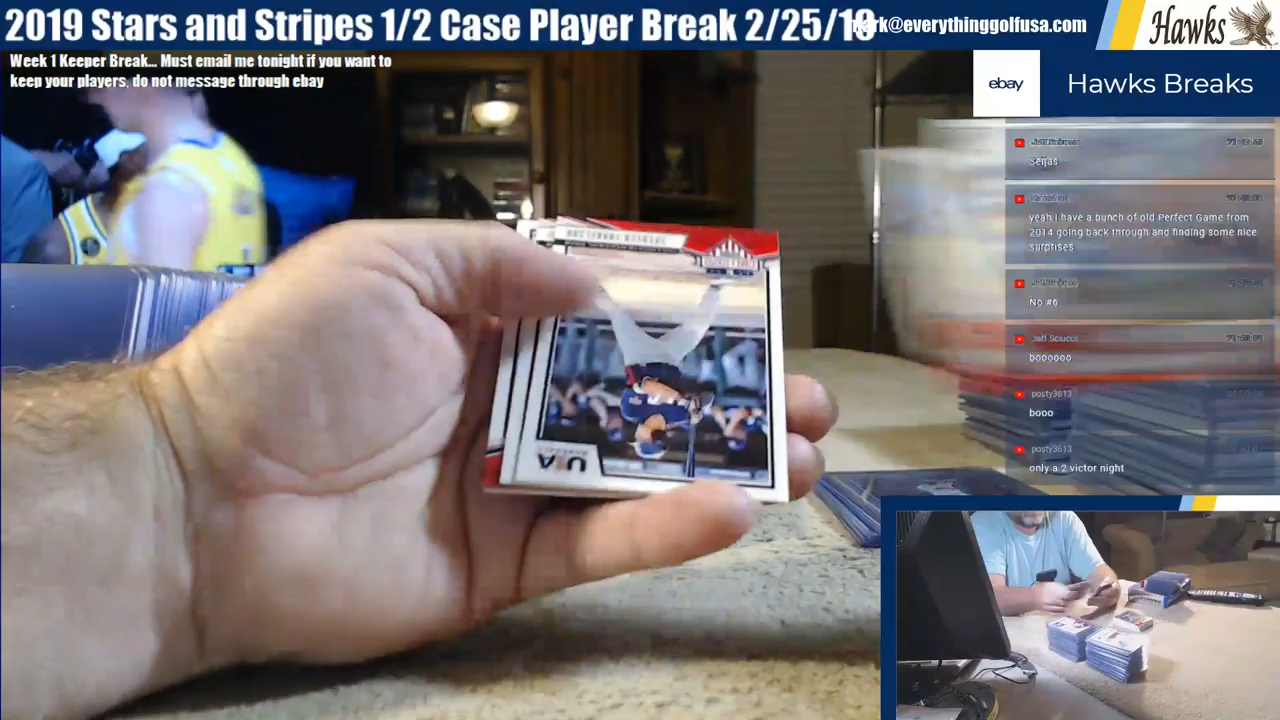 2019 Stars and Stripes 1/2 Case Player Break 2/25/19
mark@everythinggolfusa.com
Hawks
Week 1 Keeper Break... Must email me tonight if you want to
keep your players, do not message through ebay
ebay
Hawks Breaks
Seijas
yeah I have a bunch of old Perfect Game from
2014 going back through and finding some nice
surprises
No #6
Jeff Sciucco
boooooo
posty3613
booo
posty3613
only a 2 victor night
USA